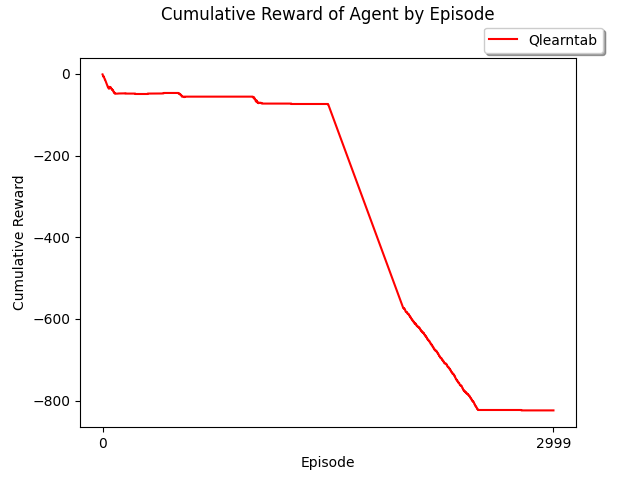 Cumulative Reward of Agent by Episode
Qlearntab
0
−200
−400
−600
−800
Cumulative Reward
0
2999
Episode